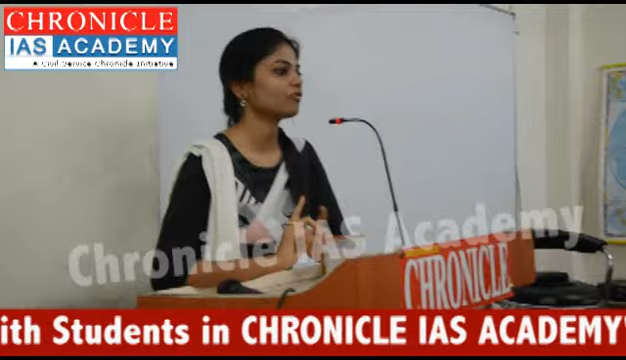 CHRONICLE
IAS ACADEMY
A Civil Service Chronicle Initiative
Chronicle IAS Academy
CHRONICLE
ith Students in CHRONICLE IAS ACADEMY"